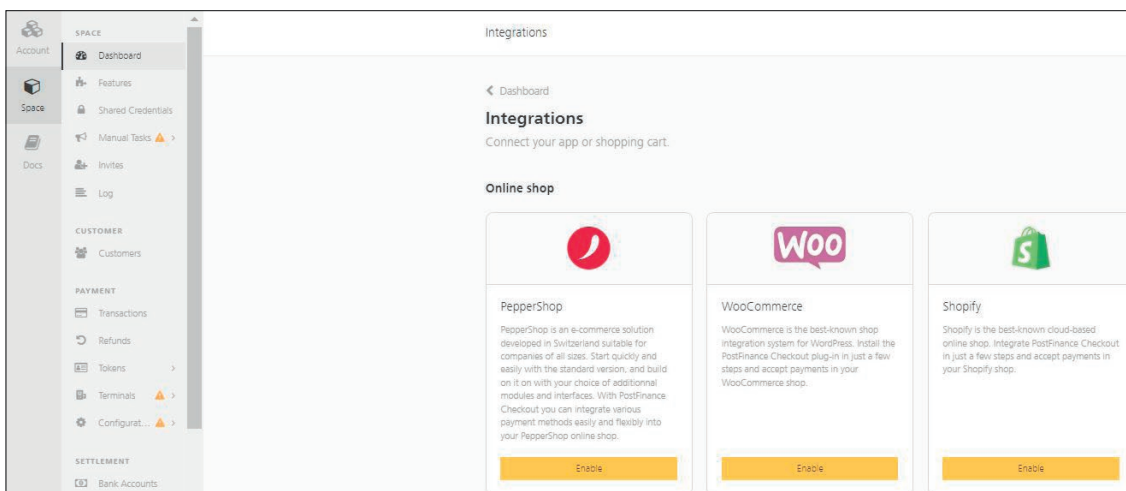 Account
Space
Docs
SPACE
Dashboard
Features
Shared Credentials
Manual Tasks
Invites
Log
CUSTOMER
Customers
PAYMENT
Transactions
Refunds
Tokens
Terminals
Configurat...
SETTLEMENT
Bank Accounts
Integrations
Dashboard
Integrations
Connect your app or shopping cart.
Online shop
PepperShop
PepperShop is an e-commerce solution
developed in Switzerland suitable for
companies of all sizes. Start quickly and
easily with the standard version, and build
on it on with your choice of additionnal
modules and interfaces. With PostFinance
Checkout you can integrate various
payment methods easily and flexibly into
your PepperShop online shop.
Enable
WOO
WooCommerce
WooCommerce is the best-known shop
integration system for WordPress. Install the
PostFinance Checkout plug-in in just a few
steps and accept payments in your
WooCommerce shop.
Enable
S
Shopify
Shopify is the best-known cloud-based
online shop. Integrate PostFinance Checkout
in just a few steps and accept payments in
your Shopify shop.
Enable